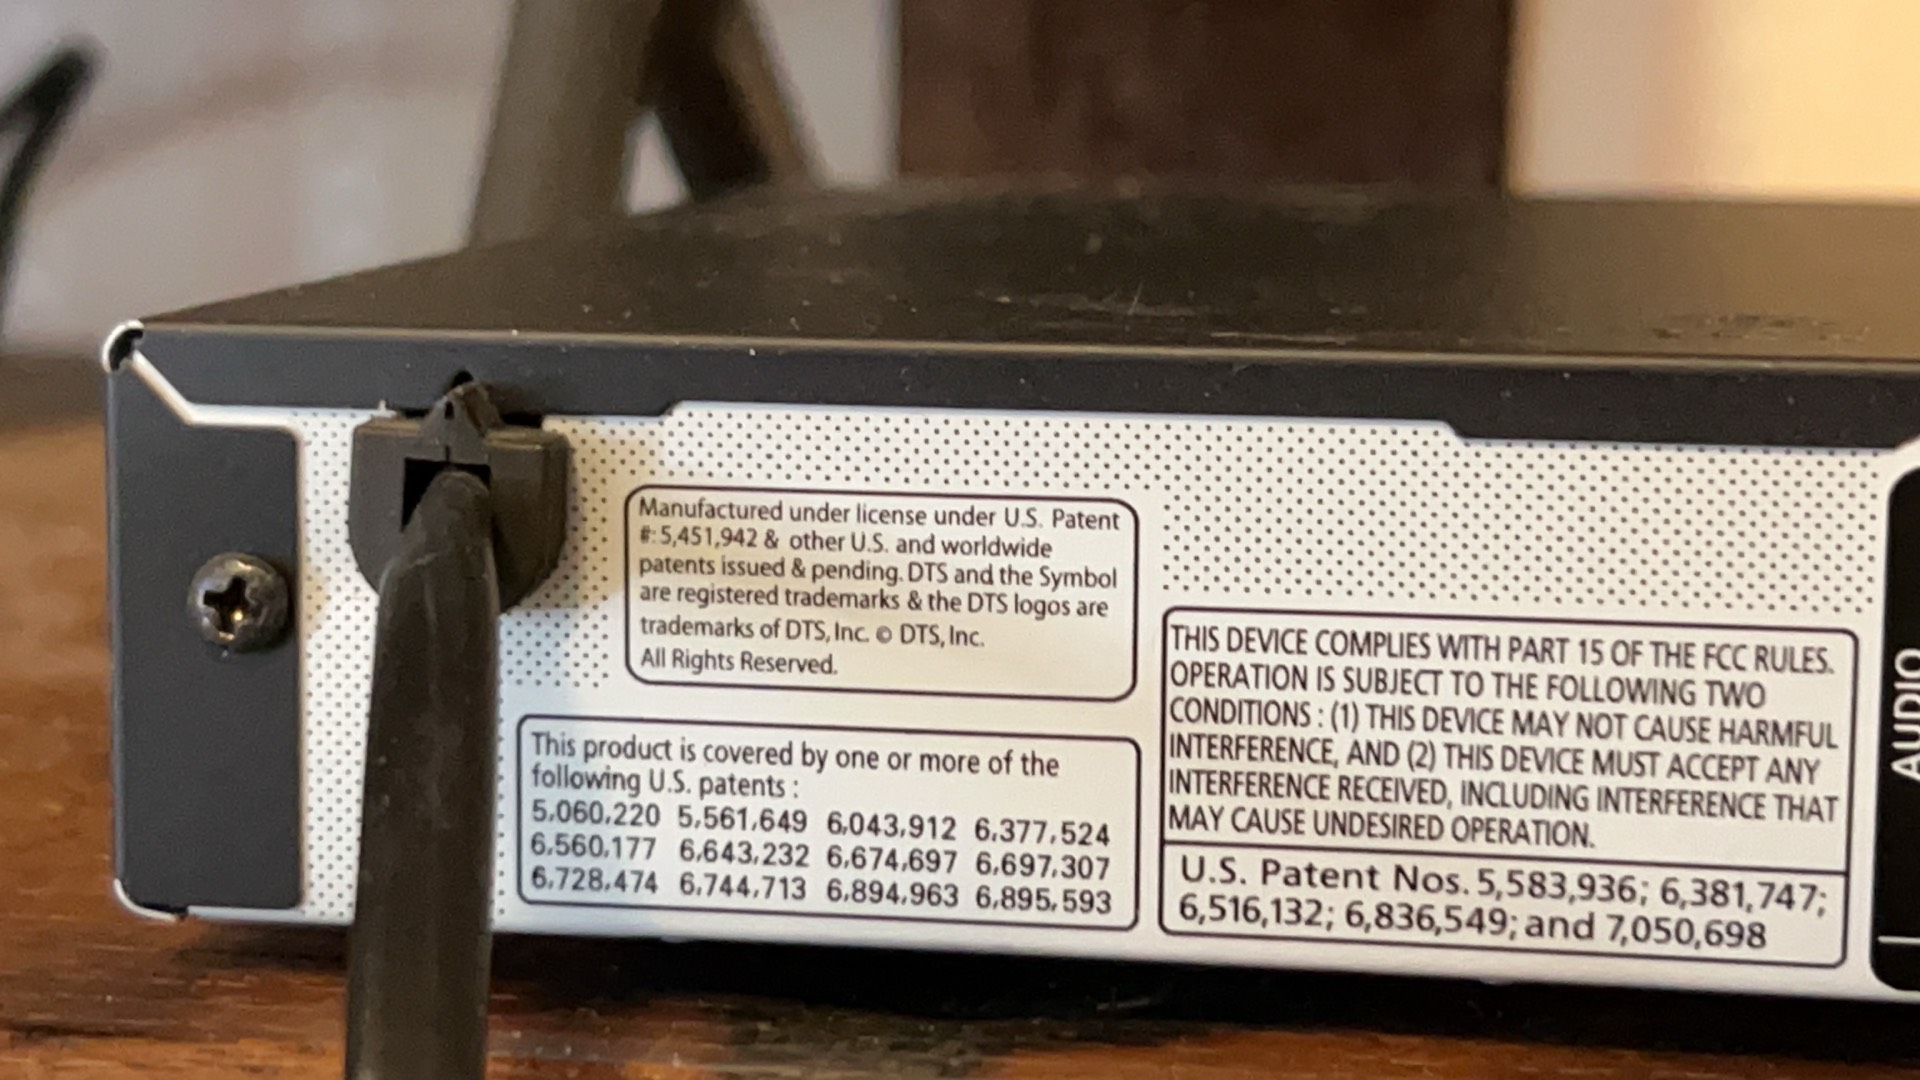 Manufactured under license under U.S. Patent
#: 5,451,942 & other U.S. and worldwide
patents issued & pending. DTS and the Symbol
are registered trademarks & the DTS logos are
trademarks of DTS, Inc. © DTS, Inc.
All Rights Reserved.
This product is covered by one or more of the
following U.S. patents :
5,060,220 5,561,649 6,043,912 6,377,524
6,560,177 6,643,232 6,674,697 6,697,307
6,728,474 6,744,713 6,894,963 6,895,593
THIS DEVICE COMPLIES WITH PART 15 OF THE FCC RULES.
OPERATION IS SUBJECT TO THE FOLLOWING TWO
CONDITIONS : (1) THIS DEVICE MAY NOT CAUSE HARMFUL
INTERFERENCE, AND (2) THIS DEVICE MUST ACCEPT ANY
INTERFERENCE RECEIVED, INCLUDING INTERFERENCE THAT
MAY CAUSE UNDESIRED OPERATION.
U.S. Patent Nos. 5,583,936; 6,381,747;
6,516,132; 6,836,549; and 7,050,698
AUDIO